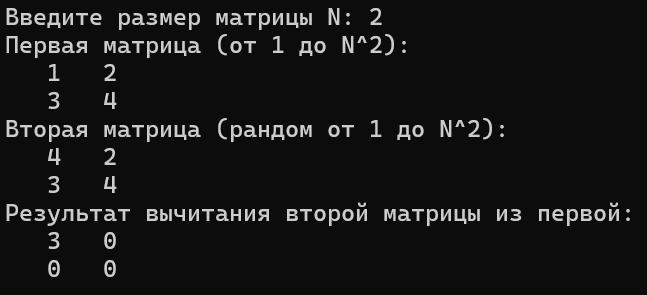 Введите размер матрицы N: 2
Первая матрица (от 1 до N^2):
1 2
3 4
Вторая матрица (рандом от 1 до N^2):
4 2
3 4
Результат вычитания второй матрицы из первой:
3 0
0 0